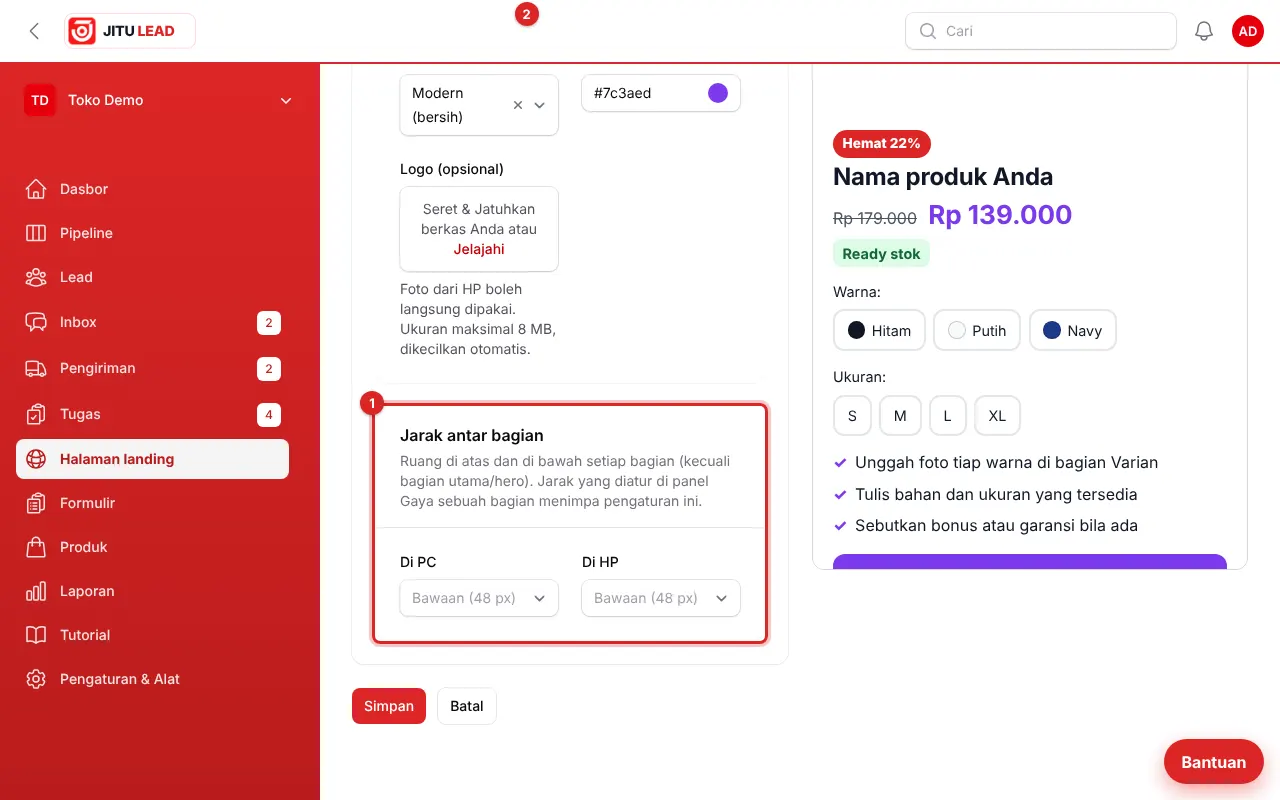 JITU LEAD
2
Cari
AD
TD
Toko Demo
Dasbor
Pipeline
Lead
Inbox
2
Pengiriman
2
Tugas
4
Halaman landing
Formulir
Produk
Laporan
Tutorial
Pengaturan & Alat
Modern
(bersih)
#7c3aed
Logo (opsional)
Seret & Jatuhkan
berkas Anda atau
Jelajahi
Foto dari HP boleh
langsung dipakai.
Ukuran maksimal 8 MB,
dikecilkan otomatis.
1
Jarak antar bagian
Ruang di atas dan di bawah setiap bagian (kecuali
bagian utama/hero). Jarak yang diatur di panel
Gaya sebuah bagian menimpa pengaturan ini.
Di PC
Di HP
Bawaan (48 px)
Bawaan (48 px)
Simpan
Batal
Hemat 22%
Nama produk Anda
Rp 179.000 Rp 139.000
Ready stok
Warna:
Hitam
Putih
Navy
Ukuran:
S
M
L
XL
Unggah foto tiap warna di bagian Varian
Tulis bahan dan ukuran yang tersedia
Sebutkan bonus atau garansi bila ada
Bantuan